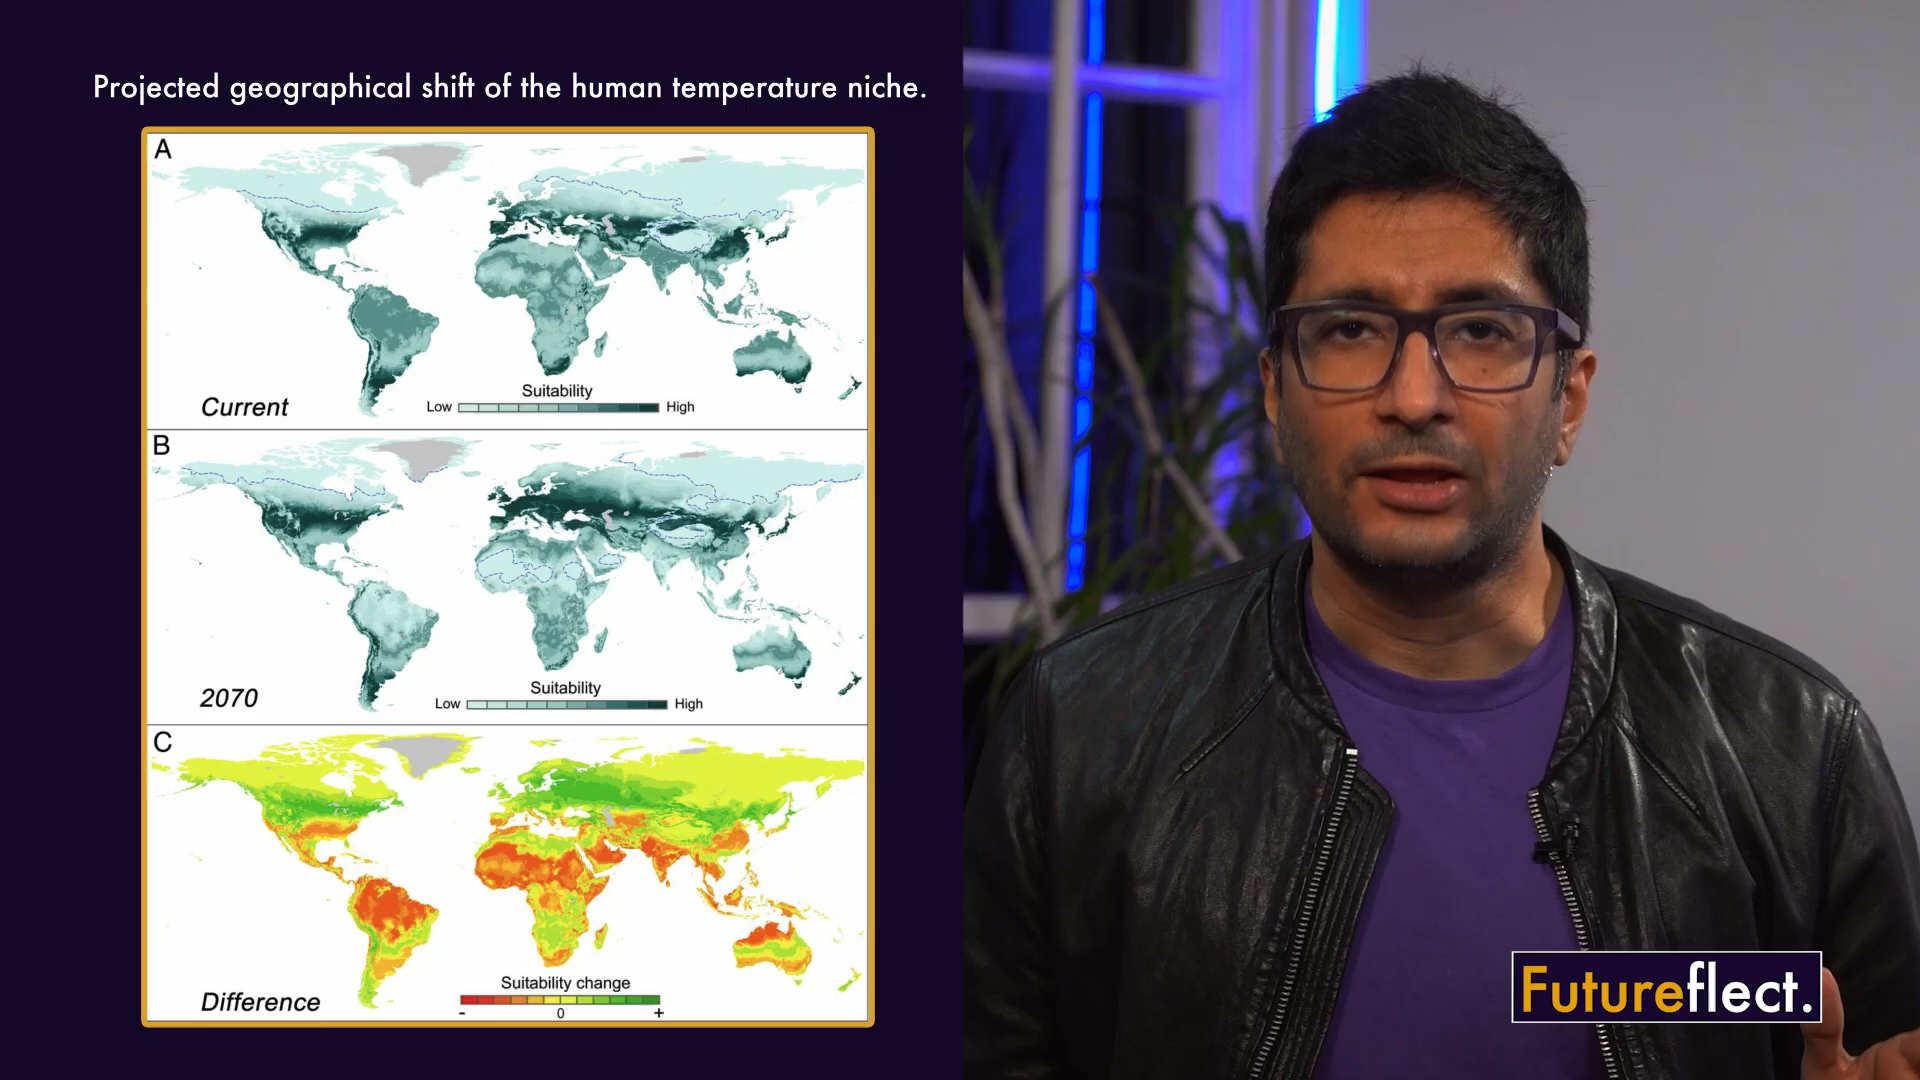 Projected geographical shift of the human temperature niche.
A
Suitability
Low High
Current
B
Suitability
Low High
2070
C
Suitability change
- 0 +
Difference
Futureflect.